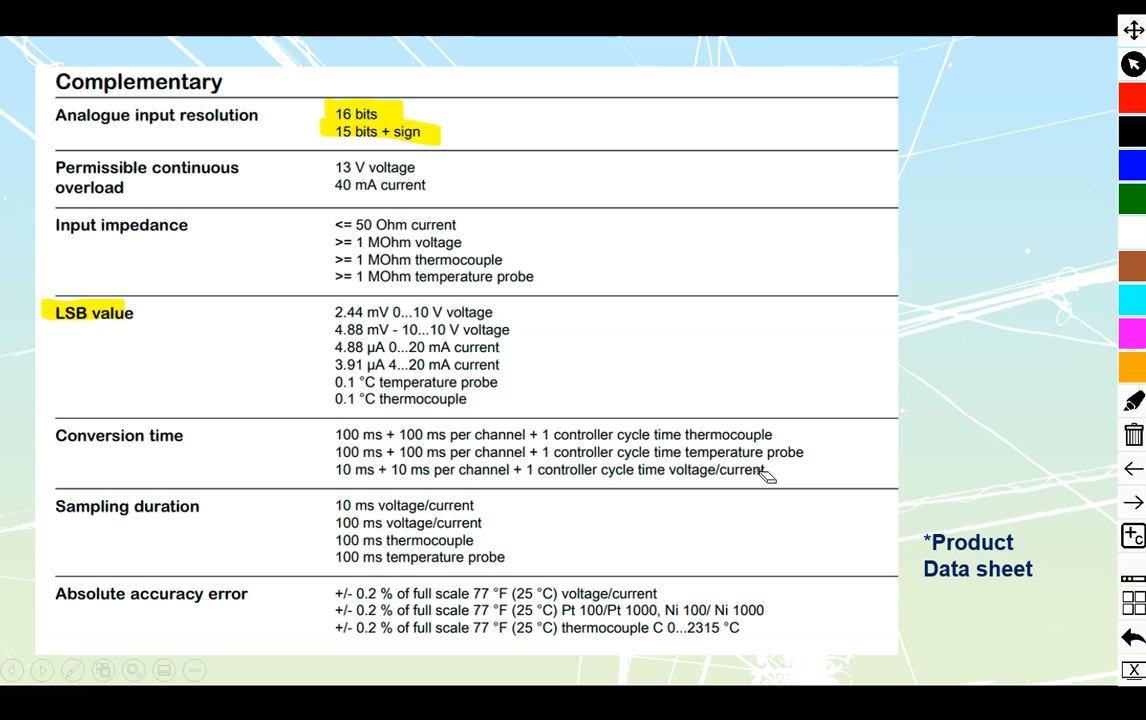 Complementary
Analogue input resolution
16 bits
15 bits + sign
Permissible continuous
overload
13 V voltage
40 mA current
Input impedance
<= 50 Ohm current
>= 1 MOhm voltage
>= 1 MOhm thermocouple
>= 1 MOhm temperature probe
LSB value
2.44 mV 0...10 V voltage
4.88 mV - 10...10 V voltage
4.88 µA 0...20 mA current
3.91 µA 4...20 mA current
0.1 °C temperature probe
0.1 °C thermocouple
Conversion time
100 ms + 100 ms per channel + 1 controller cycle time thermocouple
100 ms + 100 ms per channel + 1 controller cycle time temperature probe
10 ms + 10 ms per channel + 1 controller cycle time voltage/current
Sampling duration
10 ms voltage/current
100 ms voltage/current
100 ms thermocouple
100 ms temperature probe
Absolute accuracy error
+/- 0.2 % of full scale 77 °F (25 °C) voltage/current
+/- 0.2 % of full scale 77 °F (25 °C) Pt 100/Pt 1000, Ni 100/ Ni 1000
+/- 0.2 % of full scale 77 °F (25 °C) thermocouple C 0...2315 °C
*Product
Data sheet